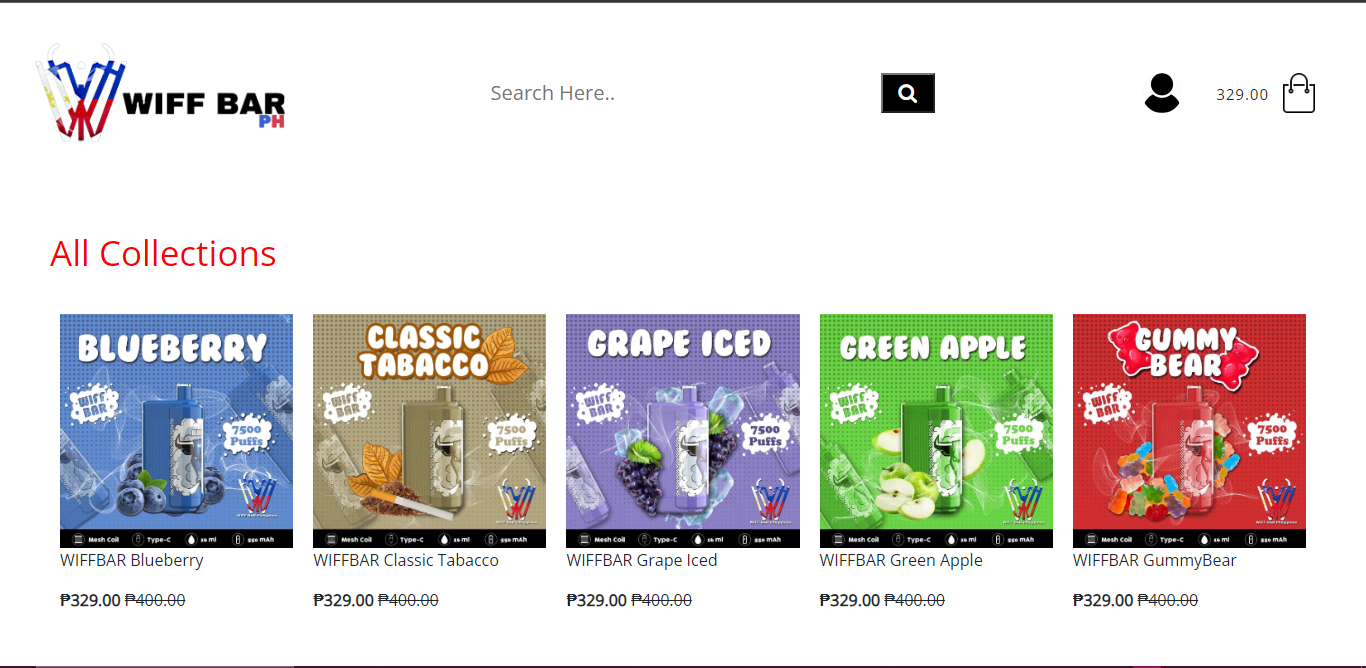 WIFF BAR
PH
Search Here..
329.00
All Collections
BLUEBERRY
WIFF BAR
7500 Puffs
Mesh Coil Type-C 16 ml 550 mAh
CLASSIC TABACCO
WIFF BAR
7500 Puffs
Mesh Coil Type-C 16 ml 550 mAh
GRAPE ICED
WIFF BAR
7500 Puffs
Mesh Coil Type-C 16 ml 550 mAh
GREEN APPLE
WIFF BAR
7500 Puffs
Mesh Coil Type-C 16 ml 550 mAh
GUMMY BEAR
WIFF BAR
7500 Puffs
Mesh Coil Type-C 16 ml 550 mAh
WIFFBAR Blueberry
WIFFBAR Classic Tabacco
WIFFBAR Grape Iced
WIFFBAR Green Apple
WIFFBAR GummyBear
₱329.00 ₱400.00
₱329.00 ₱400.00
₱329.00 ₱400.00
₱329.00 ₱400.00
₱329.00 ₱400.00